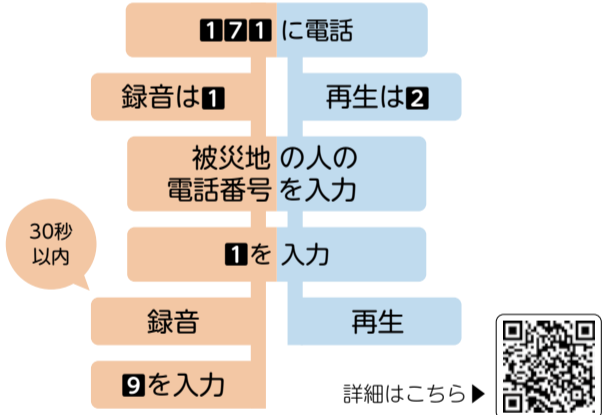 171に電話
録音は1
再生は2
被災地の人の
電話番号を入力
30秒
以内
1を入力
録音
再生
9を入力
詳細はこちら▶